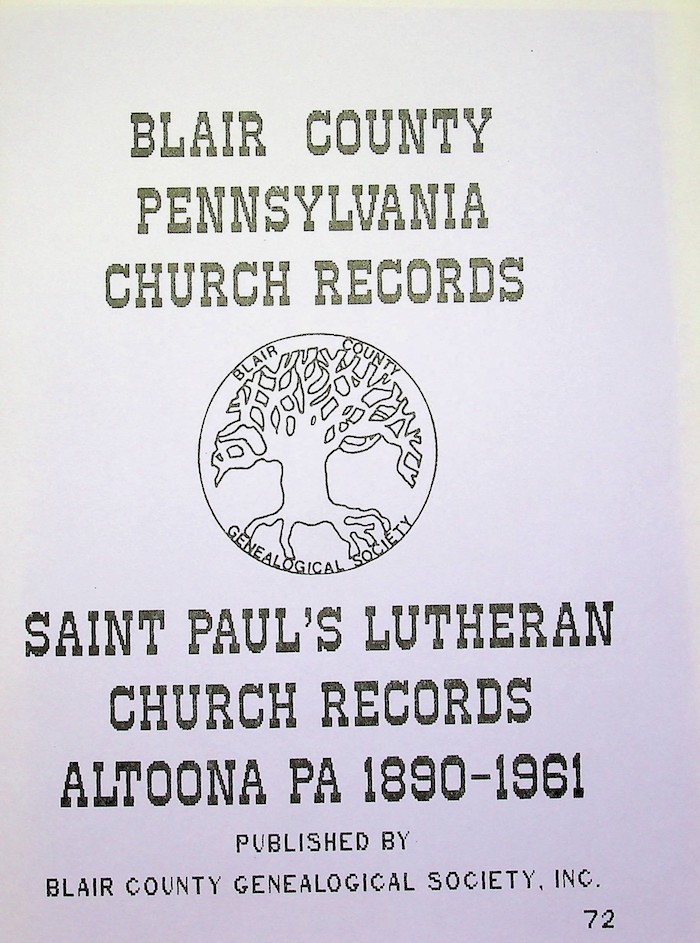 BLAIR COUNTY
PENNSYLVANIA
CHURCH RECORDS
BLAIR COUNTY
GENEALOGICAL SOCIETY
SAINT PAUL'S LUTHERAN
CHURCH RECORDS
ALTOONA PA 1890-1961
PUBLISHED BY
BLAIR COUNTY GENEALOGICAL SOCIETY, INC.
72